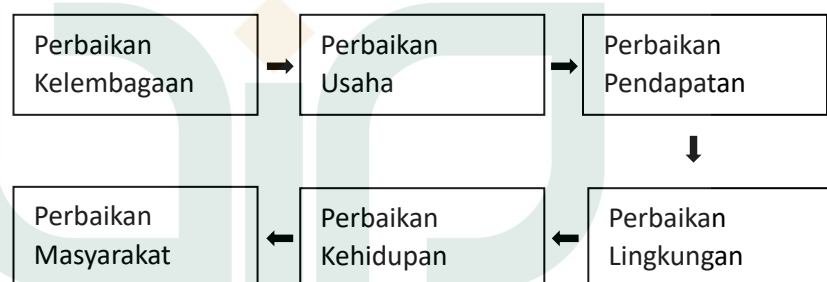 Perbaikan
Kelembagaan
Perbaikan
Usaha
Perbaikan
Pendapatan
Perbaikan
Lingkungan
Perbaikan
Kehidupan
Perbaikan
Masyarakat